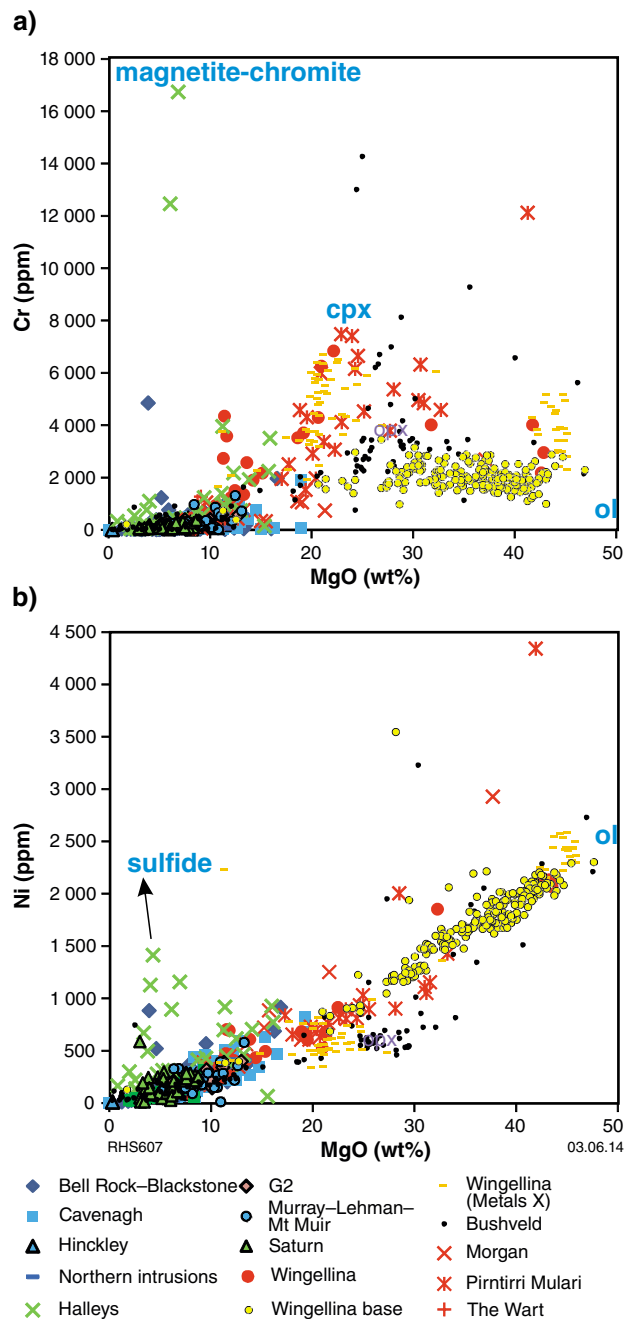 a)
18 000
16 000
14 000
12 000
10 000
8 000
6 000
4 000
2 000
0
Cr (ppm)
magnetite-chromite
cpx
opx
ol
0 10 20 30 40 50
MgO (wt%)
b)
4 500
4 000
3 500
3 000
2 500
2 000
1 500
1 000
500
0
Ni (ppm)
sulfide
opx
ol
0 10 20 30 40 50
RHS607
MgO (wt%)
03.06.14
Bell Rock–Blackstone
Cavenagh
Hinckley
Northern intrusions
Halleys
G2
Murray–Lehman–
Mt Muir
Saturn
Wingellina
Wingellina base
Wingellina
(Metals X)
Bushveld
Morgan
Pirntirri Mulari
The Wart